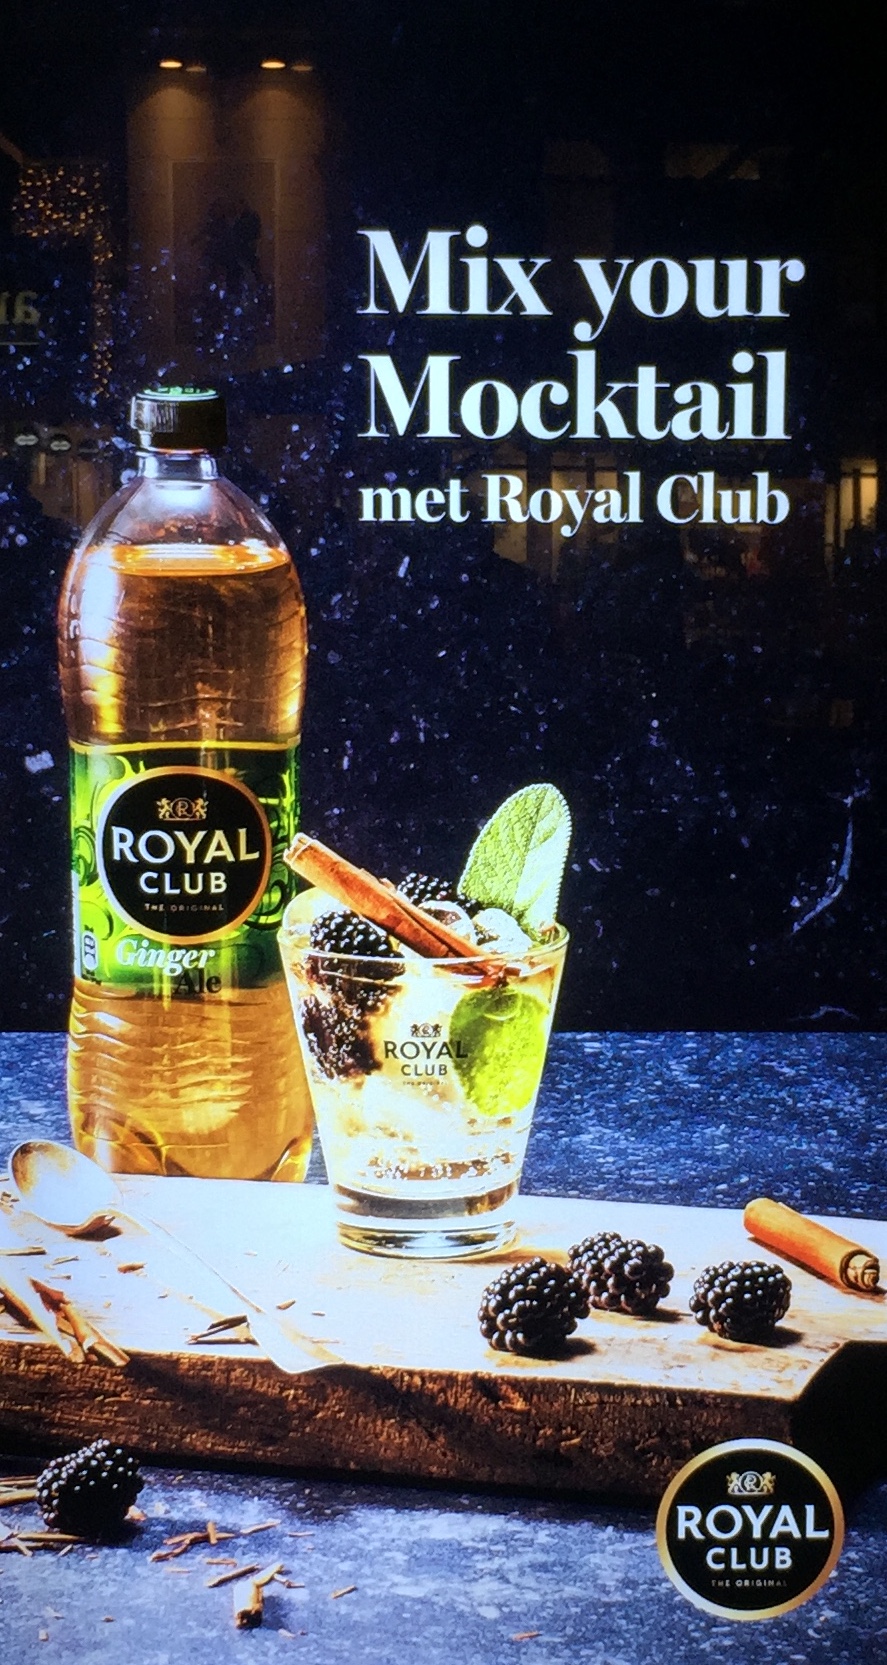 Mix your
Mocktail
met Royal Club
ROYAL
CLUB
THE ORIGINAL
Ginger
Ale
ROYAL
CLUB
R
ROYAL
CLUB
THE ORIGINAL